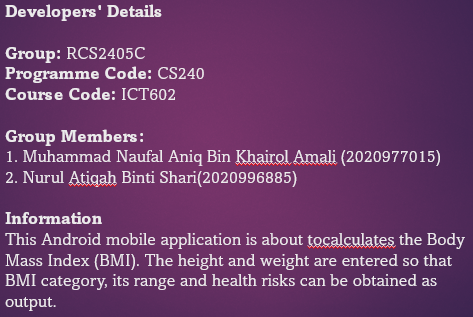 Developers' Details
Group: RCS2405C
Programme Code: CS240
Course Code: ICT602
Group Members:
1. Muhammad Naufal Aniq Bin Khairol Amali (2020977015)
2. Nurul Atiqah Binti Shari(2020996885)
Information
This Android mobile application is about tocalculates the Body
Mass Index (BMI). The height and weight are entered so that
BMI category, its range and health risks can be obtained as
output.